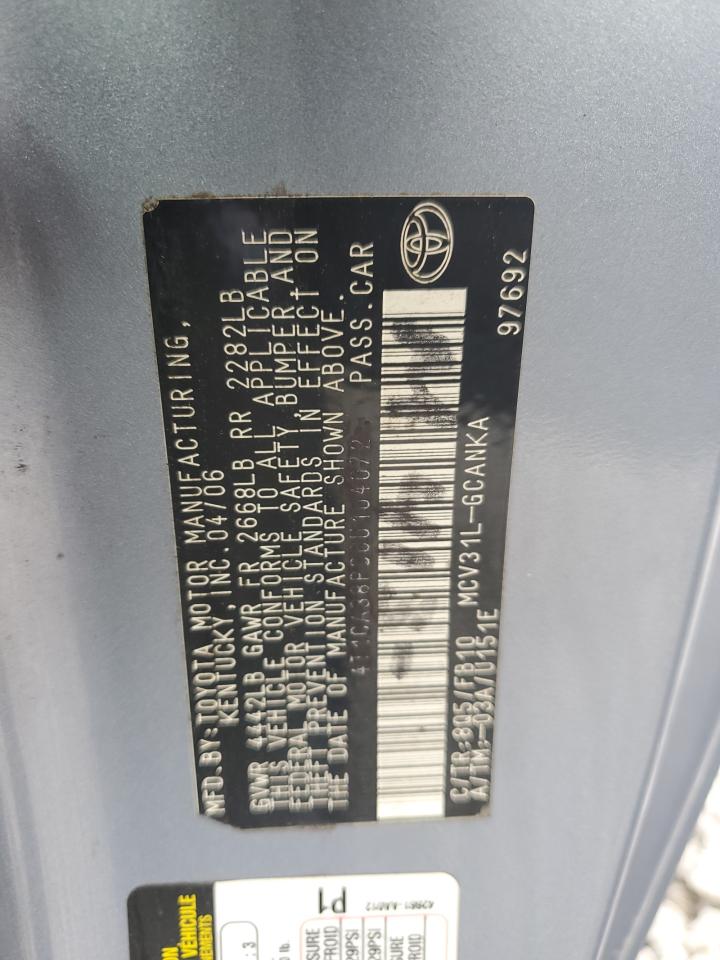 MFD.BY:TOYOTA MOTOR MANUFACTURING,
KENTUCKY,INC.04/06
GVWR 4442LB GAWR FR 2668LB RR 2282LB
THIS VEHICLE CONFORMS TO ALL APPLICABLE
FEDERAL MOTOR VEHICLE SAFETY,BUMPER,AND
THEFT PREVENTION STANDARDS IN EFFECT ON
THE DATE OF MANUFACTURE SHOWN ABOVE.
PASS.CAR
C/TR:8Q5/FB10 MCV31L-GCANKA
A/TM:-03A/U151E 97692
VÉHICULE
P1